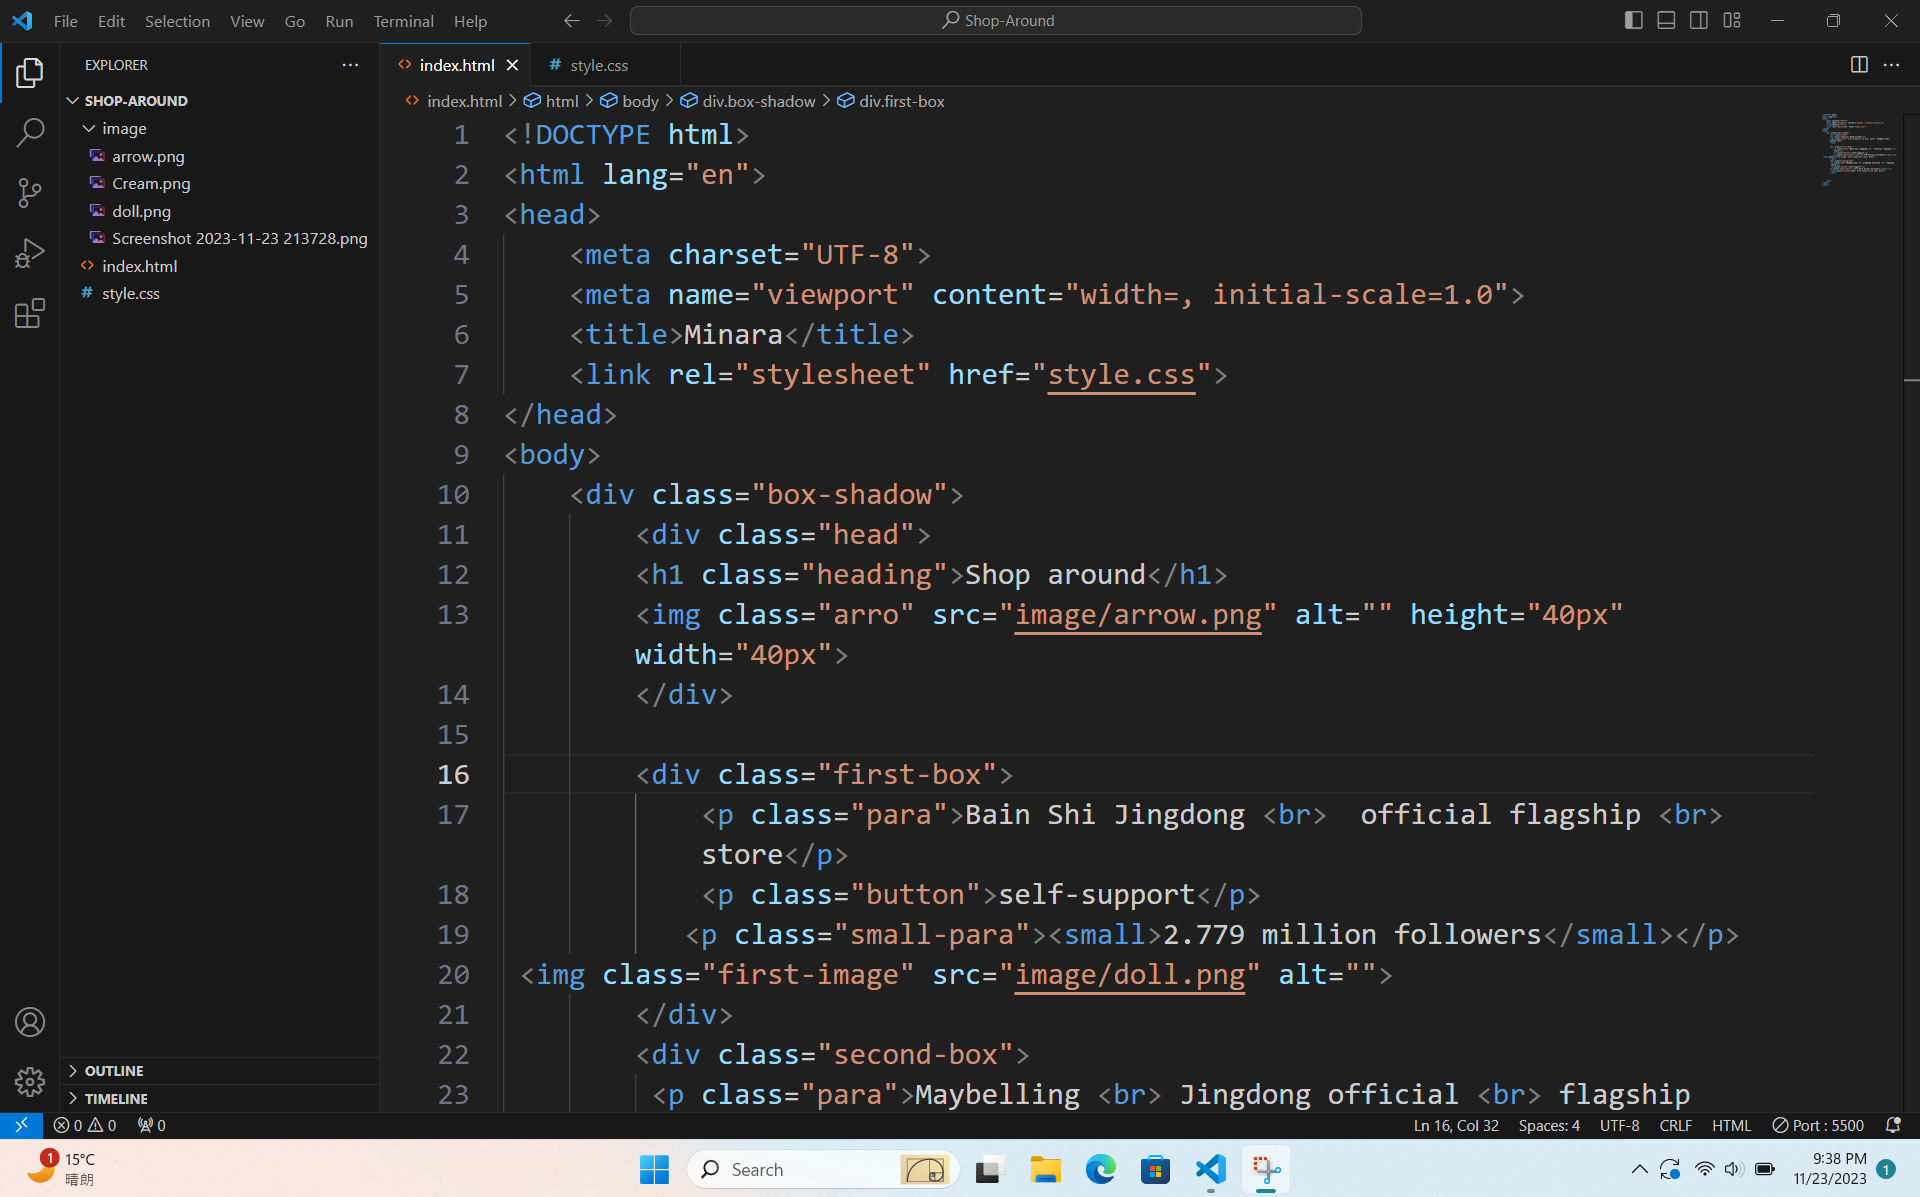 File Edit Selection View Go Run Terminal Help
Shop-Around
EXPLORER
SHOP-AROUND
image
arrow.png
Cream.png
doll.png
Screenshot 2023-11-23 213728.png
index.html
style.css
OUTLINE
TIMELINE
index.html
# style.css
index.html > html > body > div.box-shadow > div.first-box
1 <!DOCTYPE html>
2 <html lang="en">
3 <head>
4 <meta charset="UTF-8">
5 <meta name="viewport" content="width=, initial-scale=1.0">
6 <title>Minara</title>
7 <link rel="stylesheet" href="style.css">
8 </head>
9 <body>
10 <div class="box-shadow">
11 <div class="head">
12 <h1 class="heading">Shop around</h1>
13 <img class="arro" src="image/arrow.png" alt="" height="40px"
width="40px">
14 </div>
15
16 <div class="first-box">
17 <p class="para">Bain Shi Jingdong <br>  official flagship <br>
store</p>
18 <p class="button">self-support</p>
19 <p class="small-para"><small>2.779 million followers</small></p>
20 <img class="first-image" src="image/doll.png" alt="">
21 </div>
22 <div class="second-box">
23 <p class="para">Maybelling <br> Jingdong official <br> flagship
0 0 0
Ln 16, Col 32 Spaces: 4 UTF-8 CRLF HTML Port : 5500
1
15°C
晴朗
Search
9:38 PM
11/23/2023
1